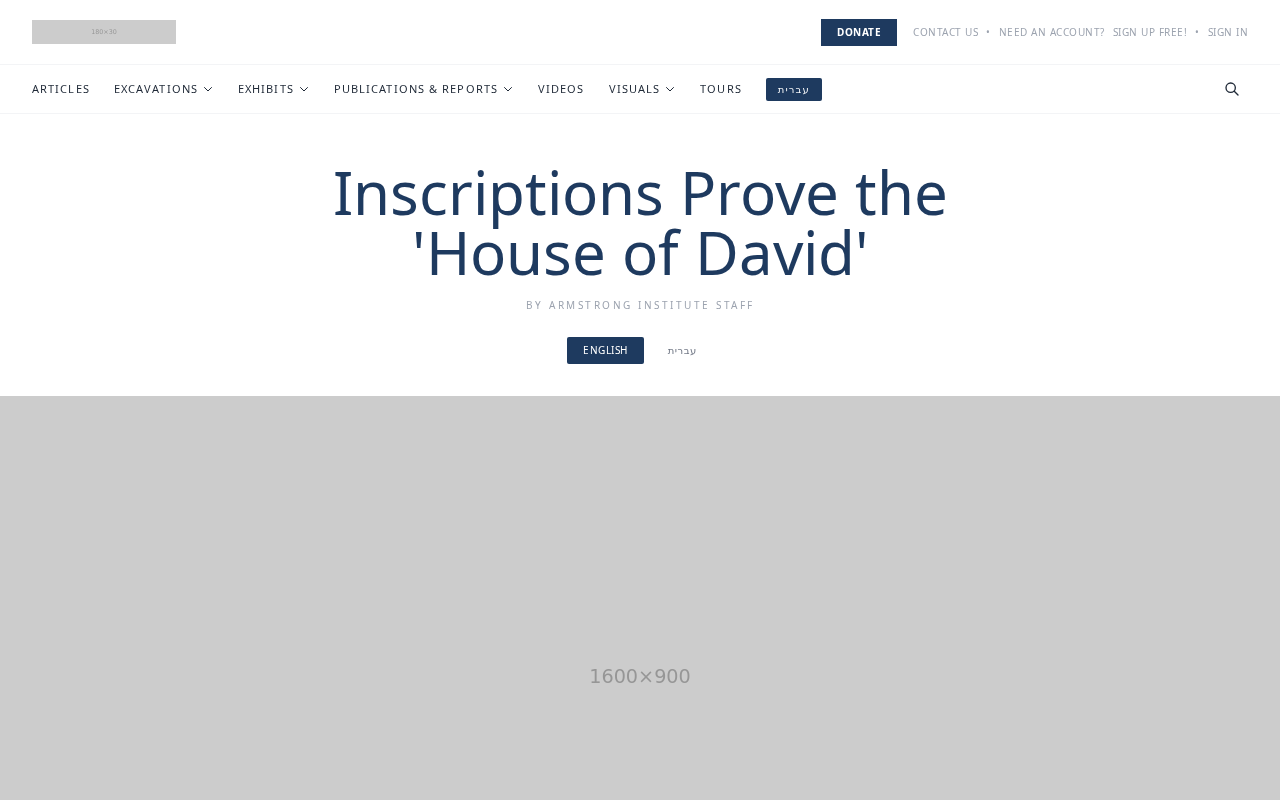 180×30
DONATE
CONTACT US • NEED AN ACCOUNT? SIGN UP FREE! • SIGN IN
ARTICLES EXCAVATIONS EXHIBITS PUBLICATIONS & REPORTS VIDEOS VISUALS TOURS עברית
Inscriptions Prove the
'House of David'
BY ARMSTRONG INSTITUTE STAFF
ENGLISH עברית
1600×900